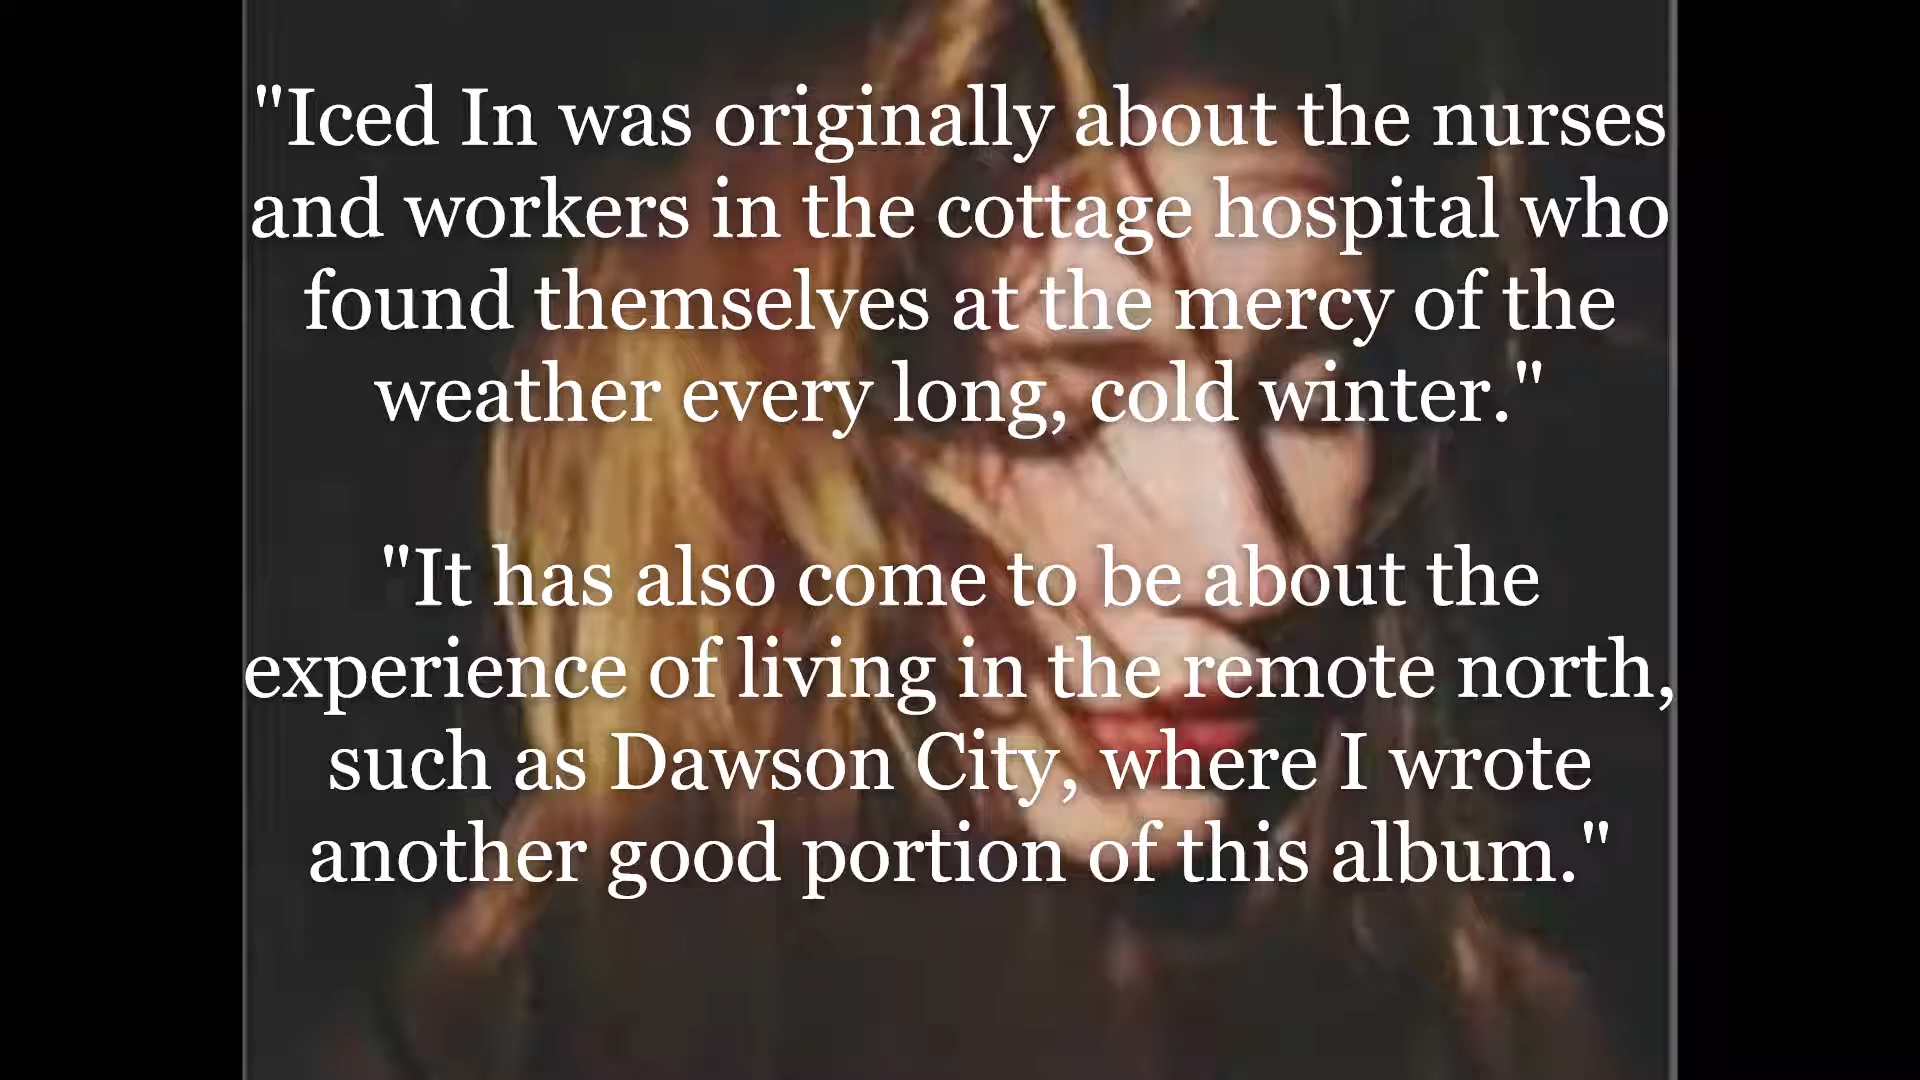 "Iced In was originally about the nurses
and workers in the cottage hospital who
found themselves at the mercy of the
weather every long, cold winter."
"It has also come to be about the
experience of living in the remote north,
such as Dawson City, where I wrote
another good portion of this album."